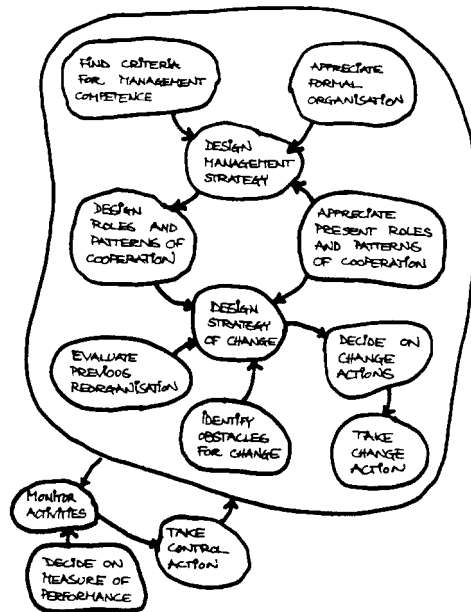 FIND CRITERIA
FOR MANAGEMENT
COMPETENCE
APPRECIATE
FORMAL
ORGANISATION
DESIGN
MANAGEMENT
STRATEGY
DESIGN
ROLES AND
PATTERNS OF
COOPERATION
APPRECIATE
PRESENT ROLES
AND PATTERNS
OF COOPERATION
DESIGN
STRATEGY
OF CHANGE
DECIDE ON
CHANGE
ACTIONS
EVALUATE
PREVIOUS
REDRORGANISATION
IDENTIFY
OBSTACLES
FOR CHANGE
TAKE
CHANGE
ACTION
MONITOR
ACTIVITIES
TAKE
CONTROL
ACTION
DECIDE ON
MEASURE OF
PERFORMANCE